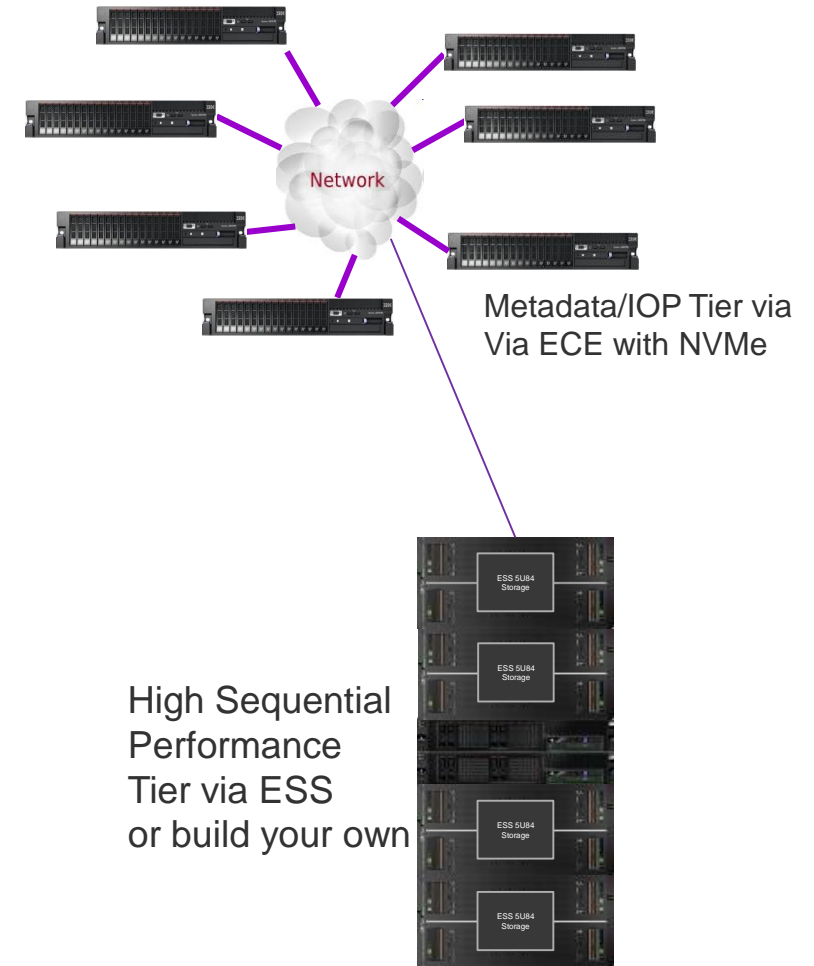 Network
Metadata/IOP Tier via
Via ECE with NVMe
ESS 5U84
Storage
ESS 5U84
Storage
High Sequential
Performance
Tier via ESS
or build your own
ESS 5U84
Storage
ESS 5U84
Storage